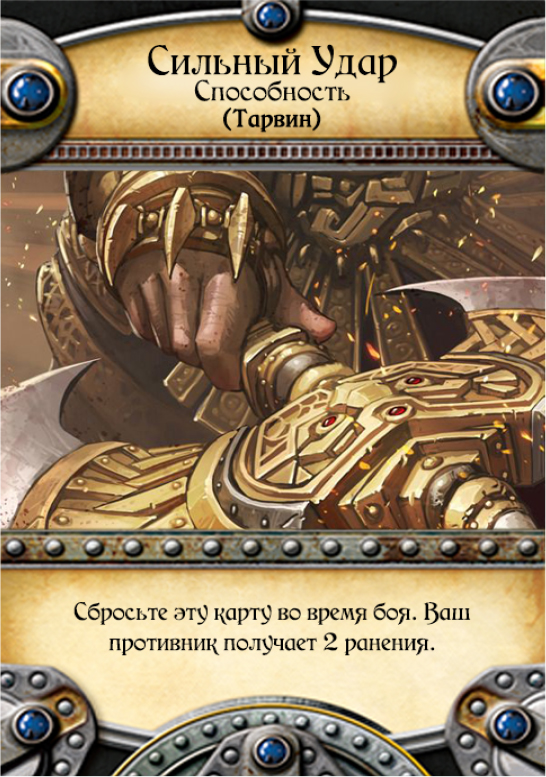 Сильный Удар
Способность
(Тарвин)
Сбросьте эту карту во время боя. Ваш
противник получает 2 ранения.